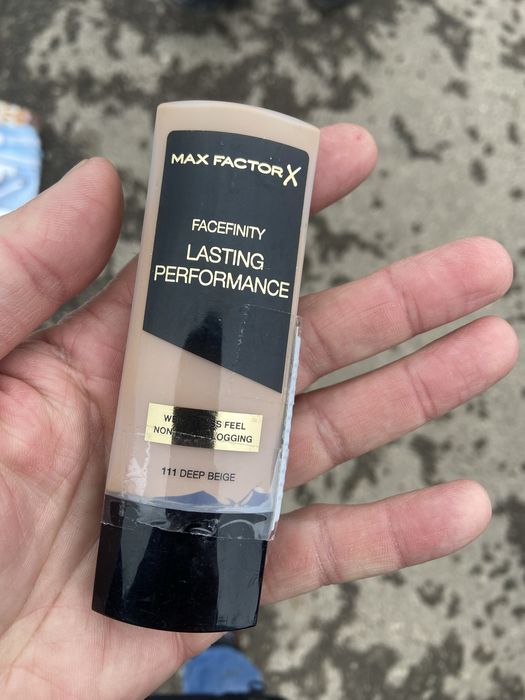 MAX FACTOR X
FACEFINITY
LASTING
PERFORMANCE
FEEL
111 DEEP BEIGE